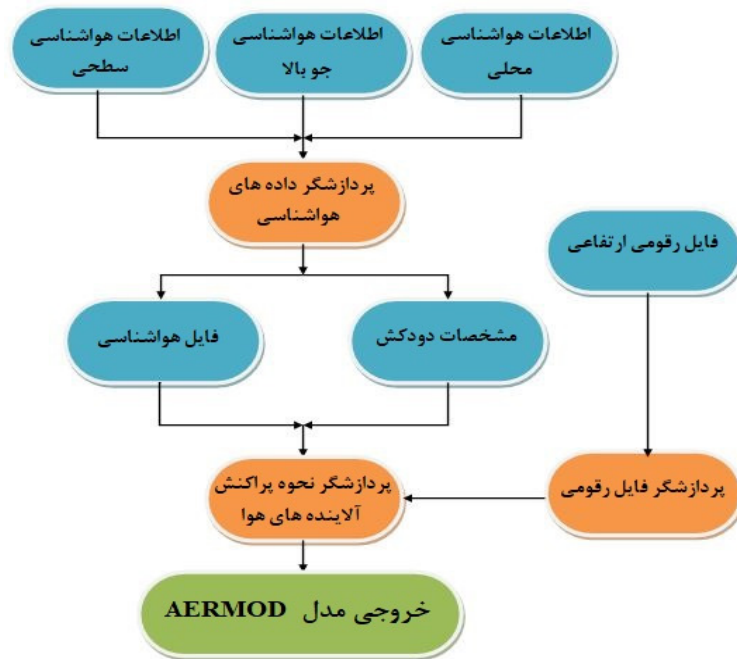 اطلاعات هواشناسی
محلی
اطلاعات هواشناسی
جو بالا
اطلاعات هواشناسی
سطحی
پردازشگر داده های
هواشناسی
فایل رقومی ارتفاعی
مشخصات دودکش
فایل هواشناسی
پردازشگر فایل رقومی
پردازشگر نحوه پراکنش
آلاینده های هوا
خروجی مدل AERMOD